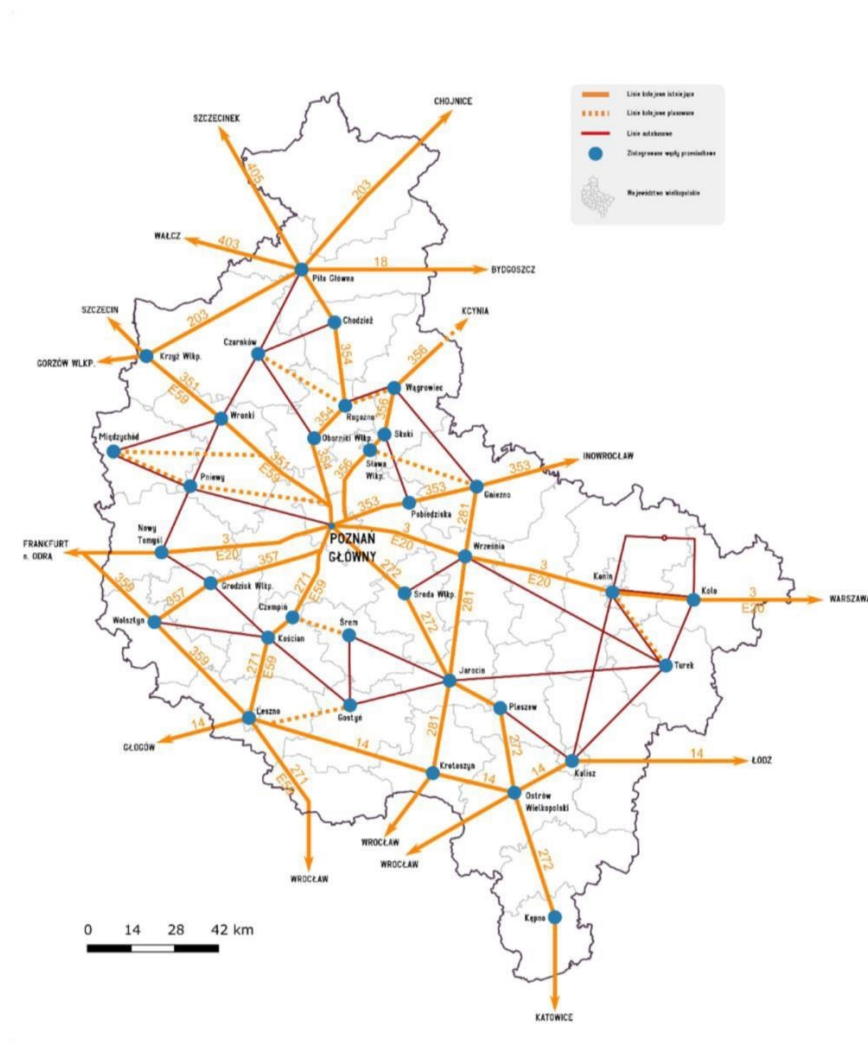 CHOJNICE
SZCZECINEK
Linie kolejowe istniejące
Linie kolejowe planowane
Linie autobusowe
Zintegrowane węzły przesiadkowe
Województwo wielkopolskie
405
203
WAŁCZ
403
18
BYDGOSZCZ
Piła Główna
SZCZECIN
KCYNIA
203
Chodzież
Czarnków
GORZÓW WLKP.
Krzyż Wlkp.
354
356
351
E59
Wągrowiec
Rogoźno
354
356
Wronki
Międzychód
Oborniki Wlkp.
Skoki
351
E59
354
356
Sława
Wlkp.
INOWROCŁAW
353
Pniewy
353
Gniezno
353
Pobiedziska
281
Nowy
Tomyśl
FRANKFURT
n. ODRĄ
3
E20
POZNAŃ
GŁÓWNY
3
E20
Września
357
272
3
E20
Konin
Koło
3
E20
WARSZAWA
359
357
Grodzisk Wlkp.
271
E59
Środa Wlkp.
281
Czempiń
Śrem
272
Wolsztyn
Kościan
359
271
E59
Jarocin
Turek
Leszno
Gostyń
Pleszew
14
GŁOGÓW
14
281
272
14
ŁÓDŹ
Krotoszyn
14
14
Kalisz
271
E59
Ostrów
Wielkopolski
WROCŁAW
WROCŁAW
WROCŁAW
272
Kępno
0 14 28 42 km
KATOWICE